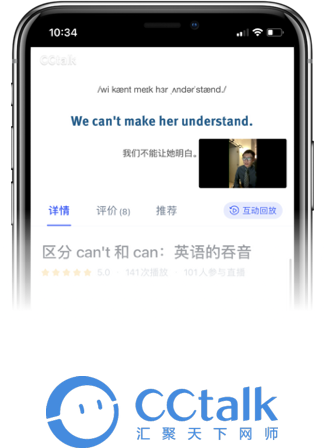 10:34
CCtalk
/wi kænt meɪk hɜr ˌʌndərˈstænd./
We can't make her understand.
我们不能让她明白。
详情 评价 (8) 推荐 互动回放
区分 can't 和 can：英语的吞音
5.0 141次播放 101人参与直播
CCtalk
汇聚天下网师